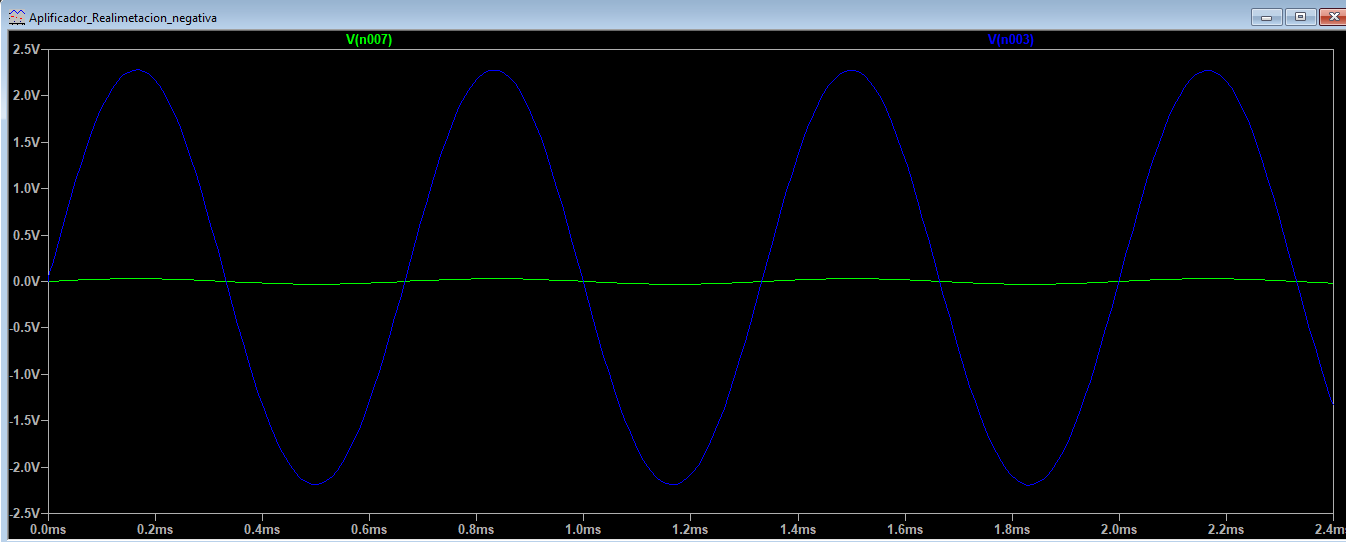 Aplificador_Realimetacion_negativa
V(n007) V(n003)
2.5V
2.0V
1.5V
1.0V
0.5V
0.0V
-0.5V
-1.0V
-1.5V
-2.0V
-2.5V
0.0ms 0.2ms 0.4ms 0.6ms 0.8ms 1.0ms 1.2ms 1.4ms 1.6ms 1.8ms 2.0ms 2.2ms 2.4ms